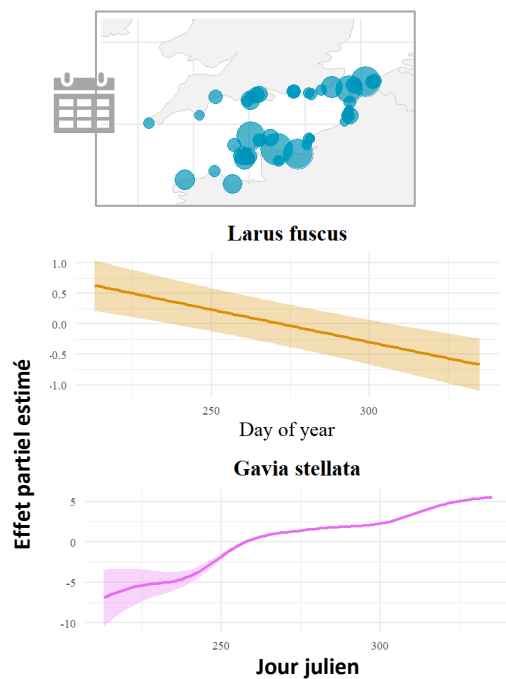 Larus fuscus
1.0
0.5
0.0
-0.5
-1.0
250
300
Day of year
Effet partiel estimé
Gavia stellata
5
0
-5
-10
250
300
Jour julien